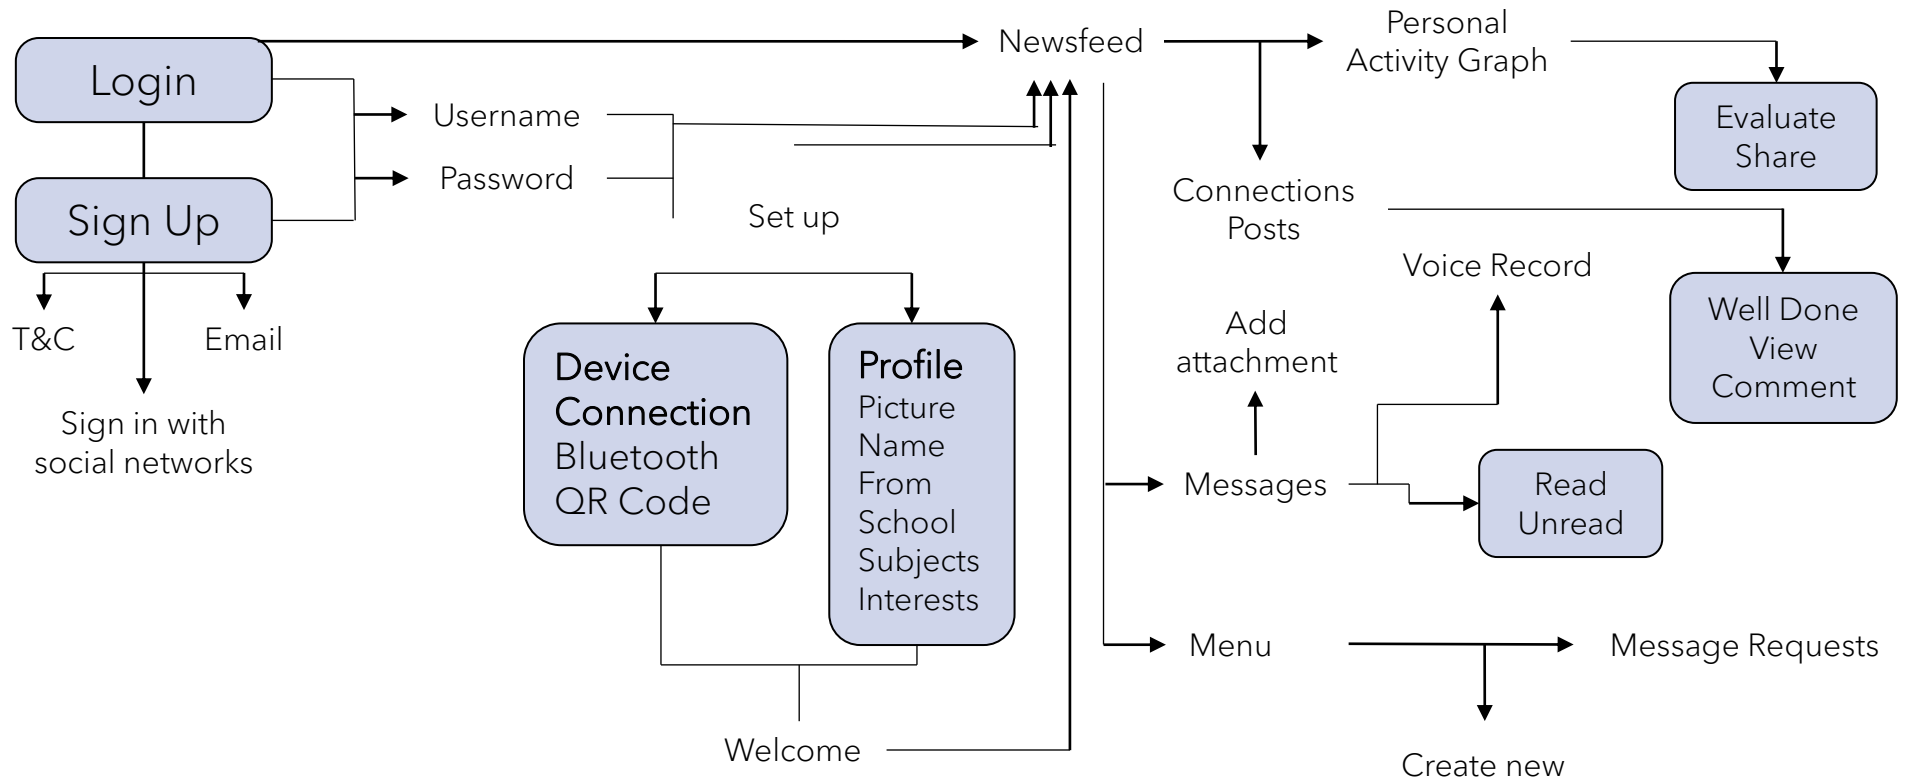 Login
Sign Up
T&C
Email
Sign in with
social networks
Username
Password
Set up
Device
Connection
Bluetooth
QR Code
Profile
Picture
Name
From
School
Subjects
Interests
Welcome
Newsfeed
Personal
Activity Graph
Evaluate
Share
Connections
Posts
Well Done
View
Comment
Voice Record
Add
attachment
Messages
Read
Unread
Menu
Message Requests
Create new